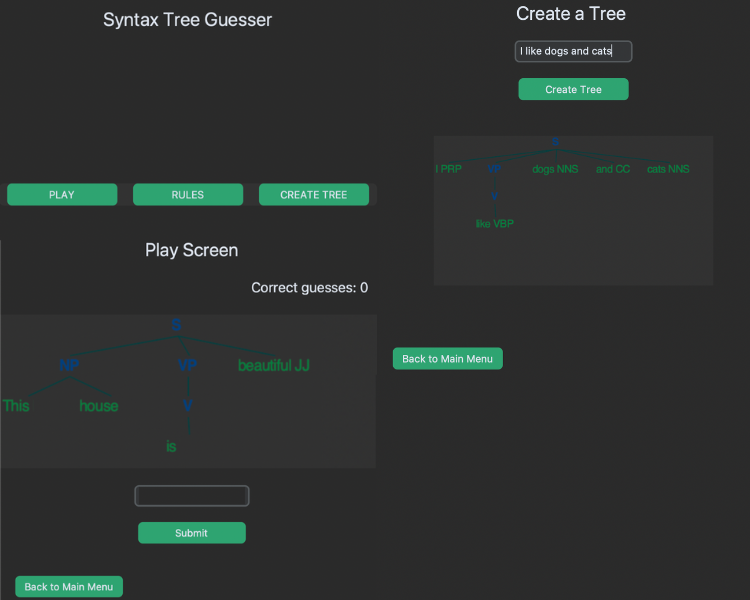 Syntax Tree Guesser
PLAY RULES CREATE TREE
Play Screen
Correct guesses: 0
S
NP VP beautiful JJ
This house V
is
Submit
Back to Main Menu
Create a Tree
I like dogs and cats
Create Tree
S
I PRP VP dogs NNS and CC cats NNS
V
like VBP
Back to Main Menu